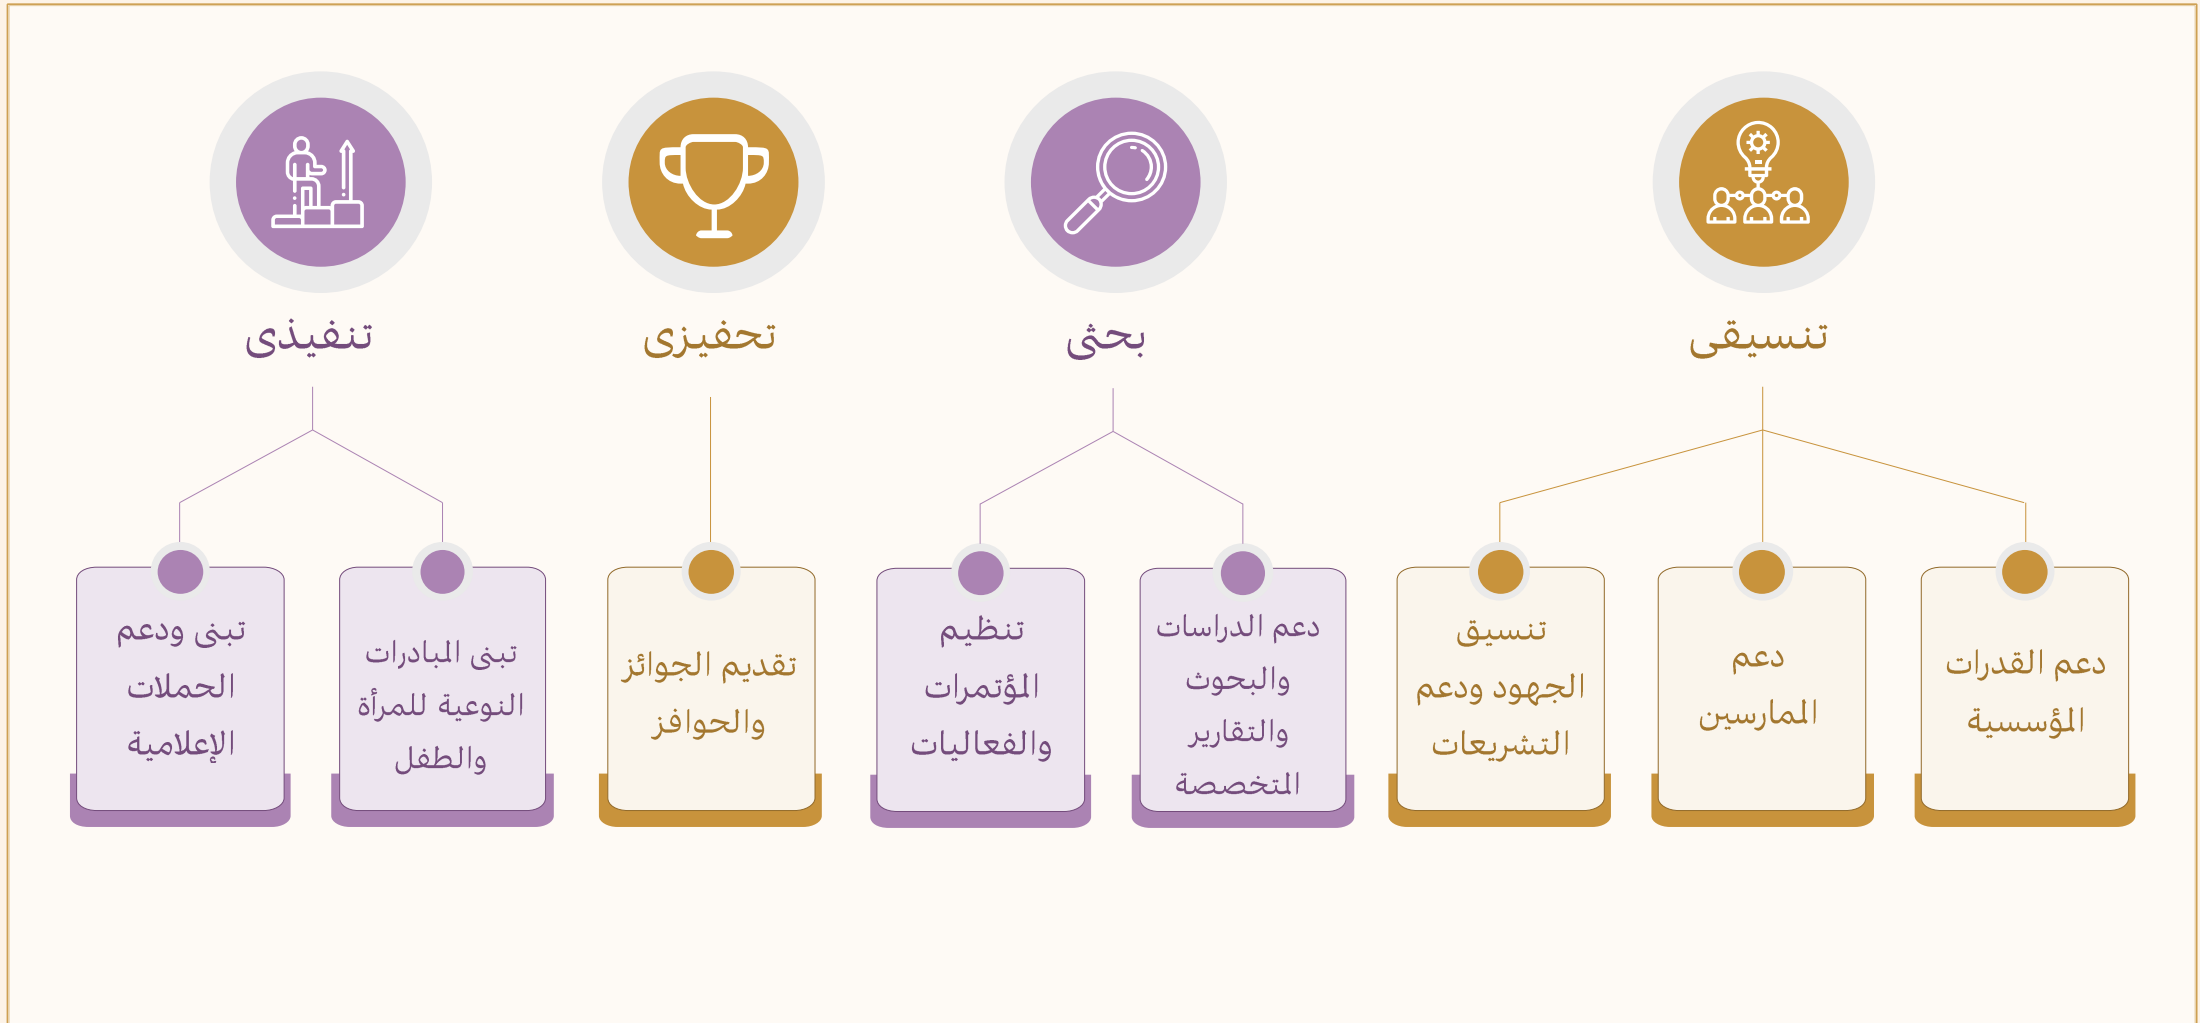 تنسيقى
بحثى
تحفيزى
تنفيذى
دعم القدرات
المؤسسية
دعم
الممارسين
تنسيق
الجهود ودعم
التشريعات
دعم الدراسات
والبحوث
والتقارير
المتخصصة
تنظيم
المؤتمرات
والفعاليات
تقديم الجوائز
والحوافز
تبنى المبادرات
النوعية للمرأة
والطفل
تبنى ودعم
الحملات
الإعلامية